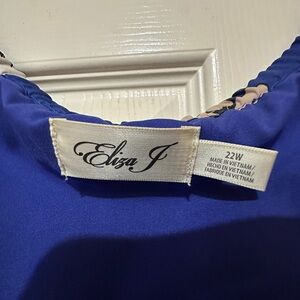 Eliza J
22W
MADE IN VIETNAM/
HECHO EN VIETNAM/
FABRIQUÉ EN VIETNAM